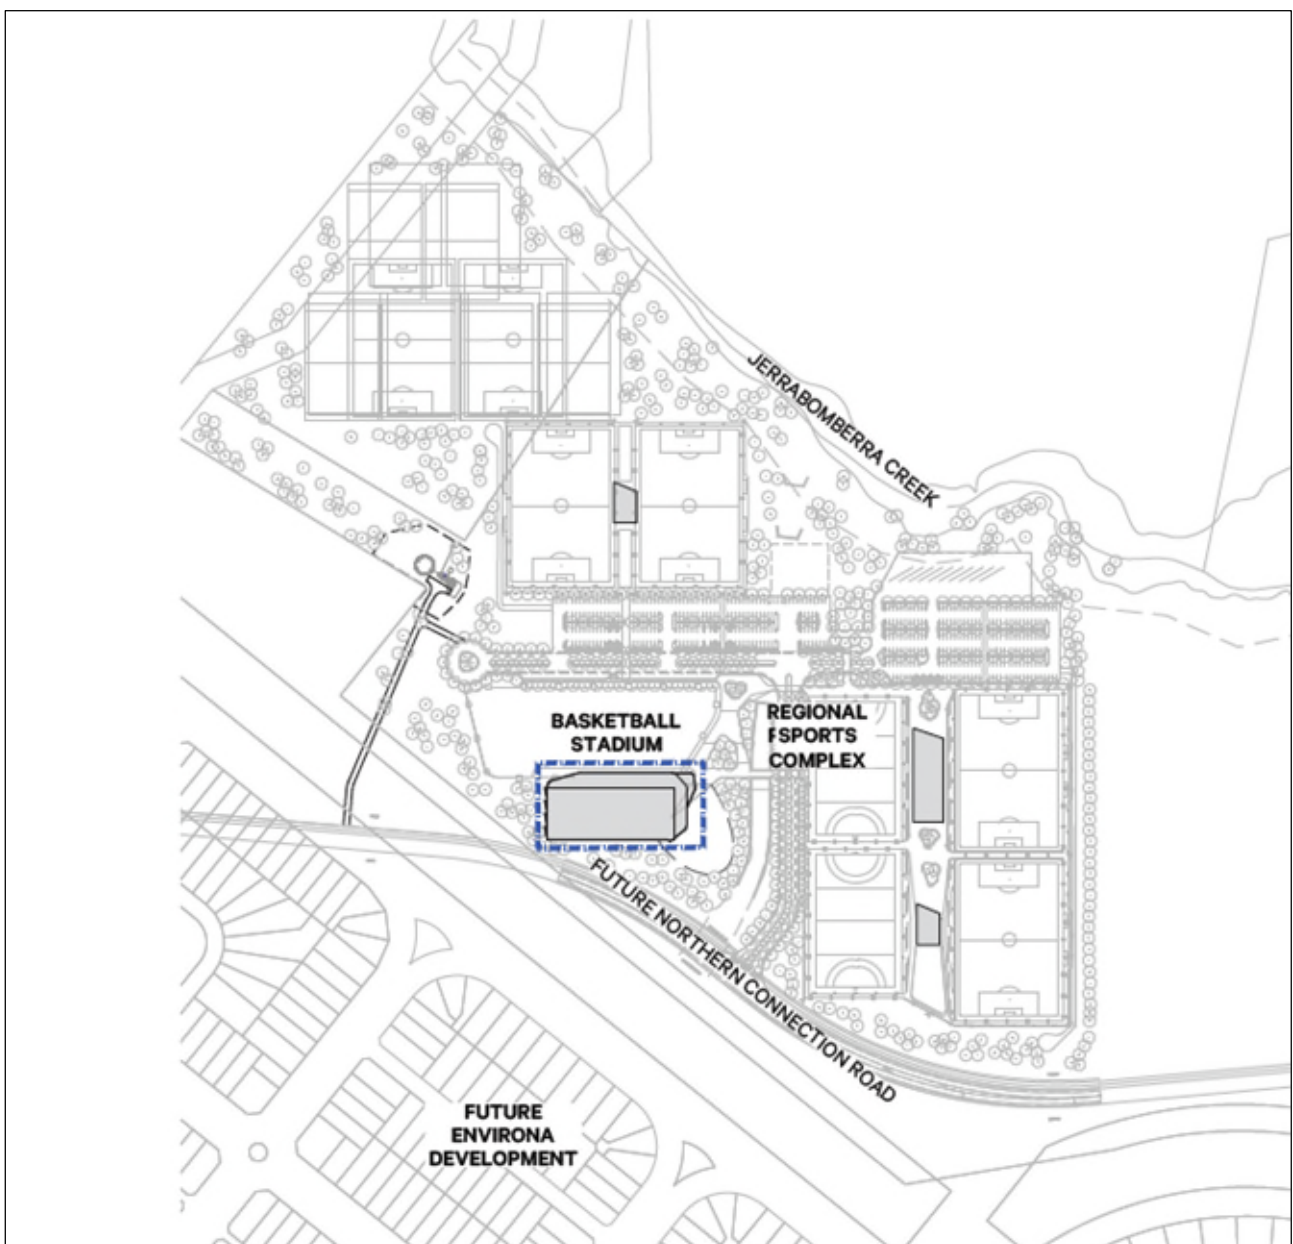 JERRABOMBERRA CREEK
BASKETBALL
STADIUM
REGIONAL
SPORTS
COMPLEX
FUTURE NORTHERN CONNECTION ROAD
FUTURE
ENVIRONA
DEVELOPMENT